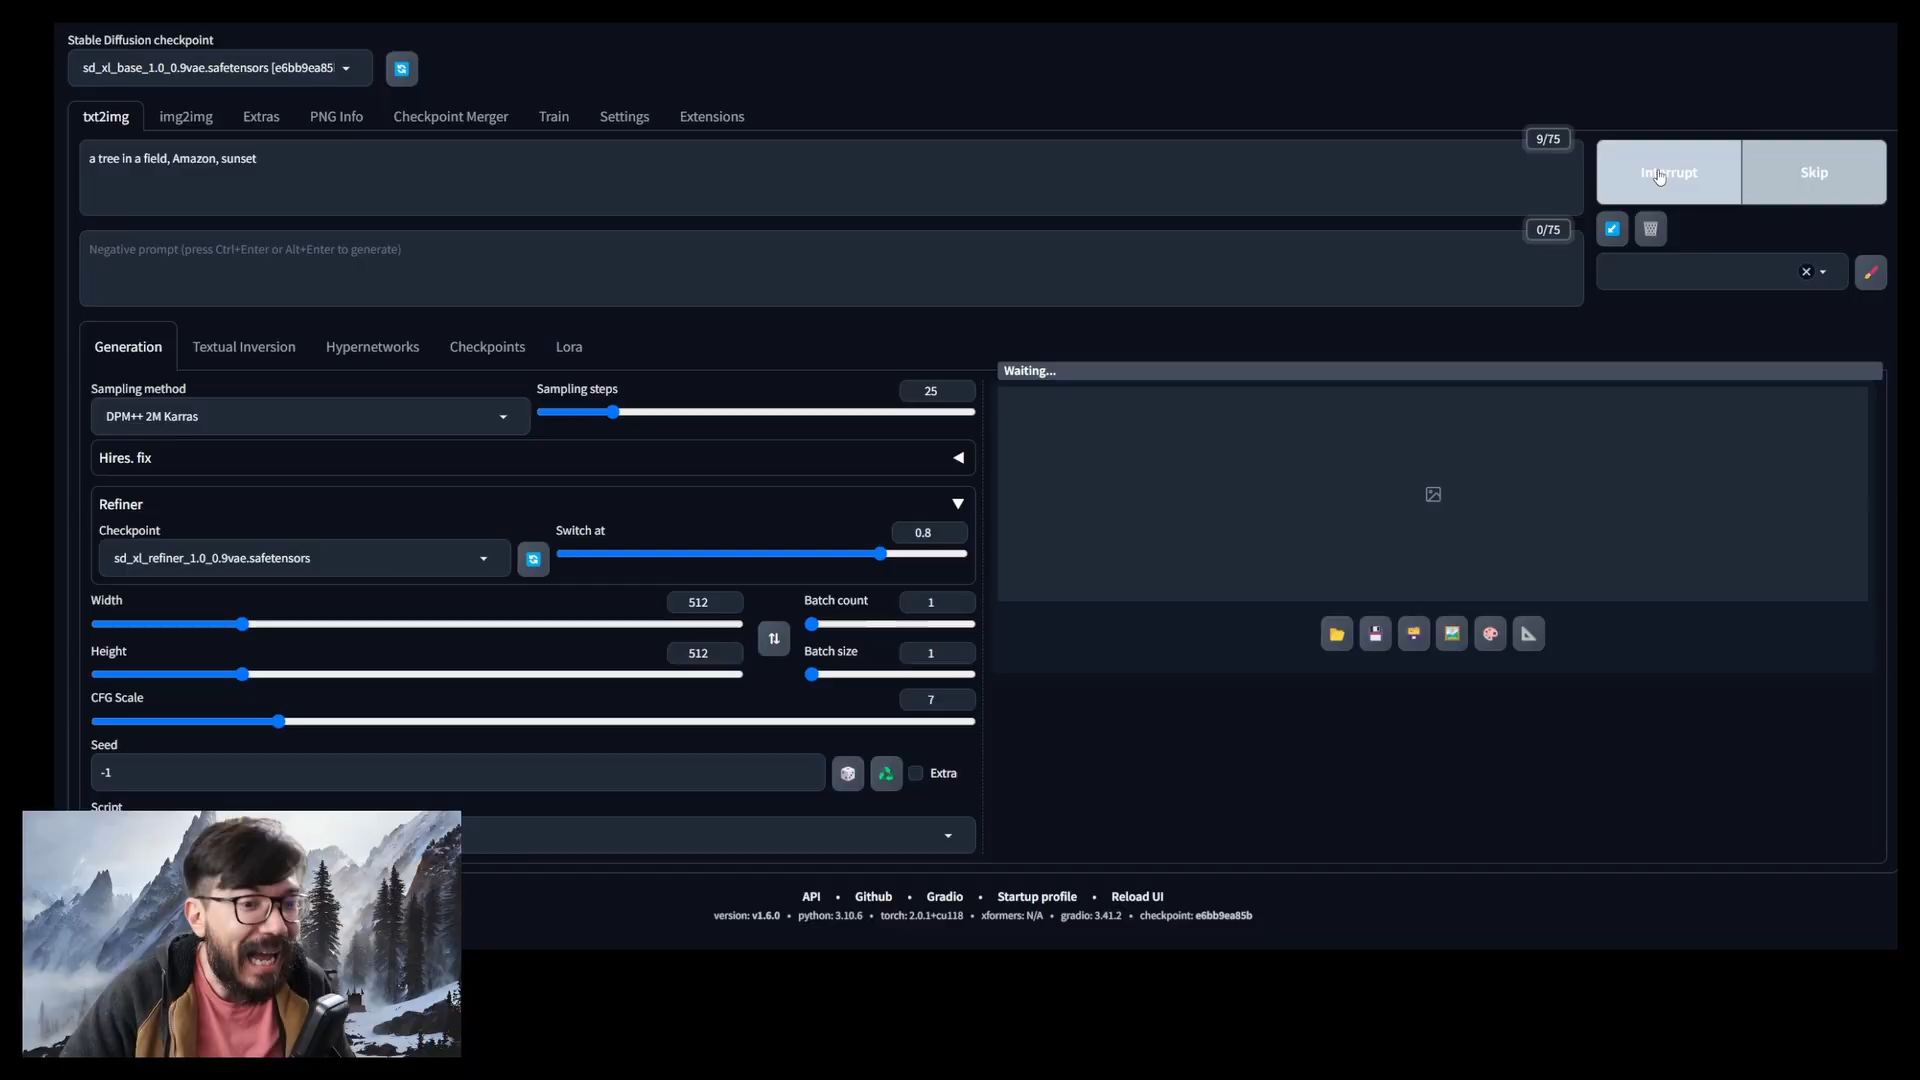 Stable Diffusion checkpoint
sd_xl_base_1.0_0.9vae.safetensors [e6bb9ea85
txt2img img2img Extras PNG Info Checkpoint Merger Train Settings Extensions
9/75
a tree in a field, Amazon, sunset
Interrupt Skip
0/75
Negative prompt (press Ctrl+Enter or Alt+Enter to generate)
Generation Textual Inversion Hypernetworks Checkpoints Lora
Waiting...
Sampling method
DPM++ 2M Karras
Sampling steps
25
Hires. fix
Refiner
Checkpoint
sd_xl_refiner_1.0_0.9vae.safetensors
Switch at
0.8
Width
512
Batch count
1
Height
512
Batch size
1
CFG Scale
7
Seed
-1
Extra
Script
API • Github • Gradio • Startup profile • Reload UI
version: v1.6.0 • python: 3.10.6 • torch: 2.0.1+cu118 • xformers: N/A • gradio: 3.41.2 • checkpoint: e6bb9ea85b